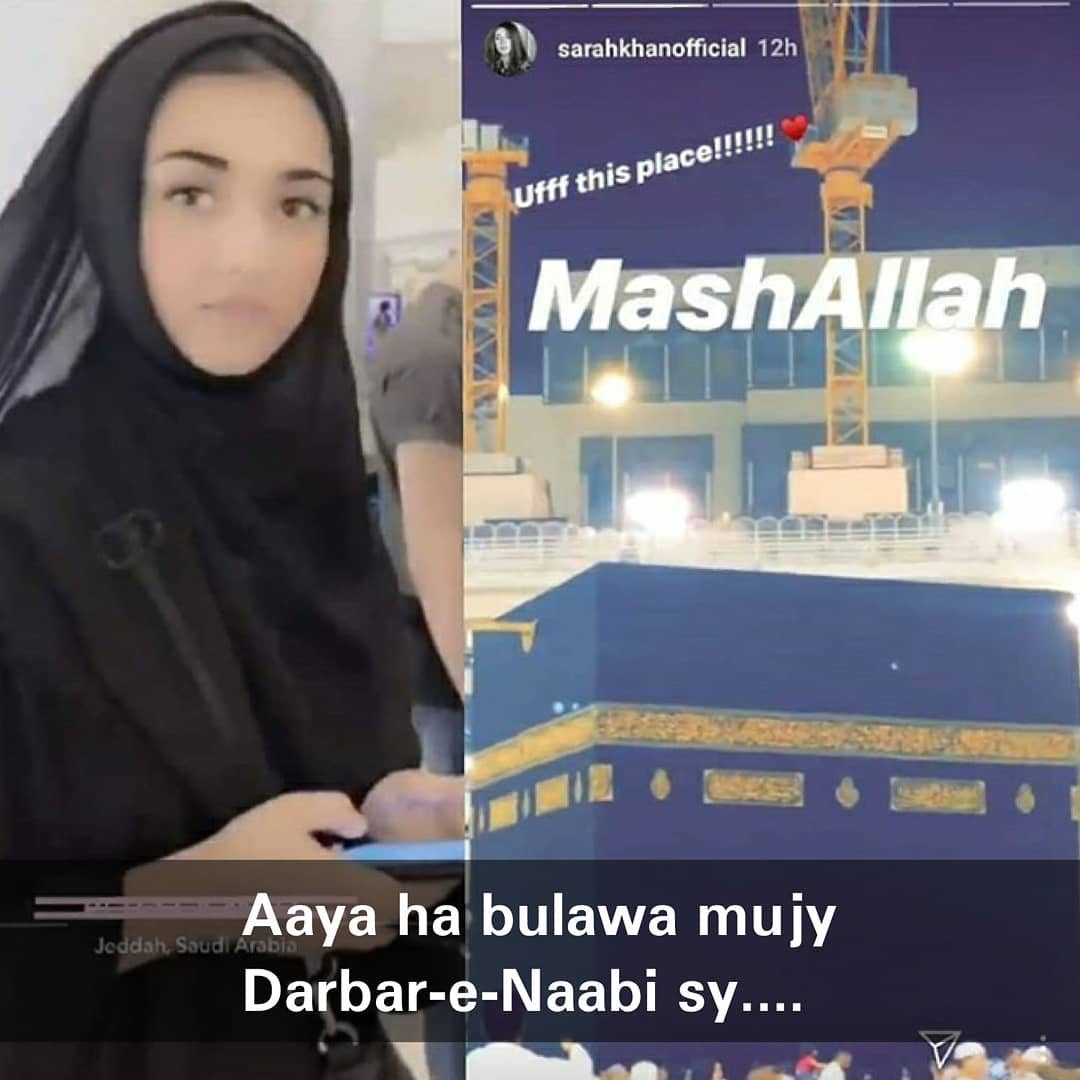 sarahkhanofficial 12h
Ufff this place!!!!!! ♥
MashAllah
Jeddah, Saudi Arabia
Aaya ha bulawa mujy
Darbar-e-Naabi sy....